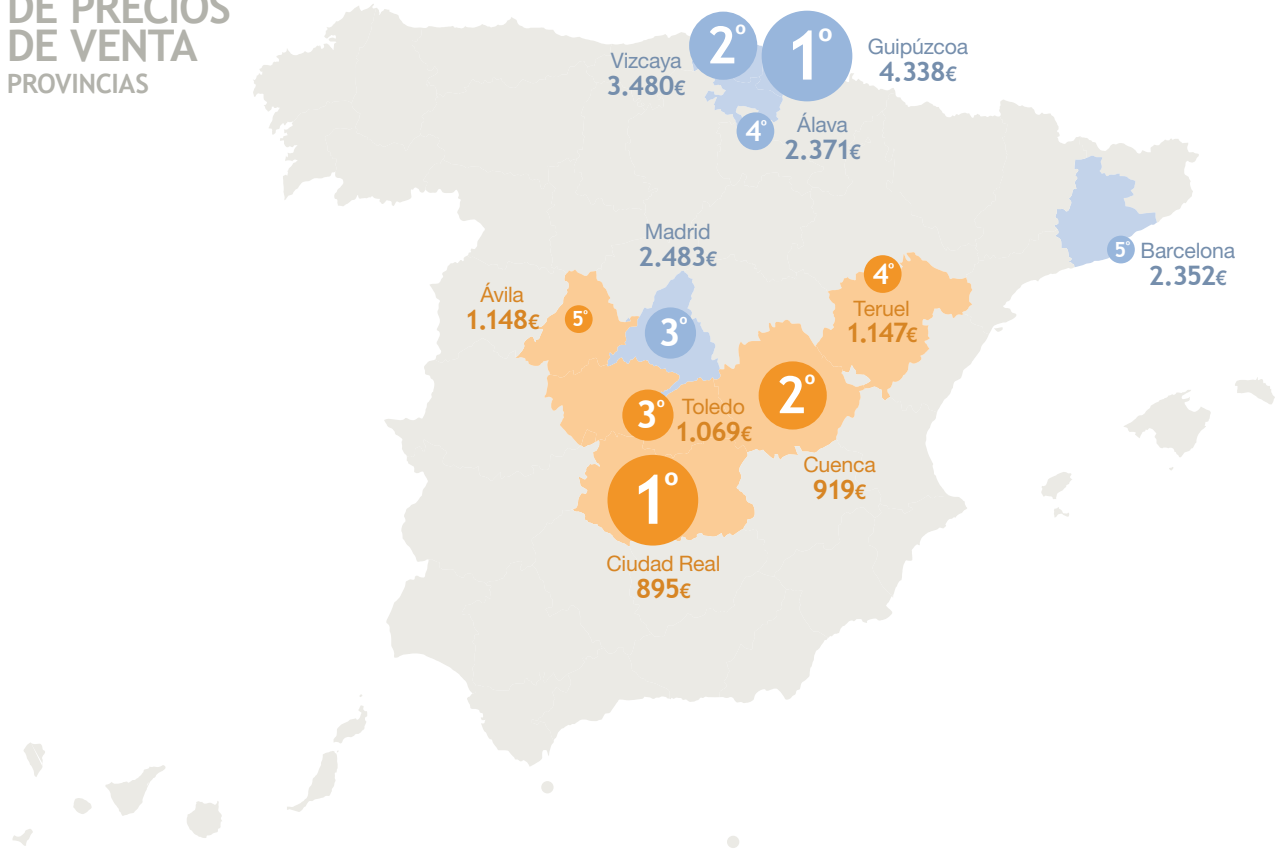 DE PRECIOS
DE VENTA
PROVINCIAS
2º
1º
Vizcaya
3.480€
Guipúzcoa
4.338€
4º
Álava
2.371€
Madrid
2.483€
3º
5º
Barcelona
2.352€
Ávila
1.148€
5º
4º
Teruel
1.147€
3º
Toledo
1.069€
2º
Cuenca
919€
1º
Ciudad Real
895€